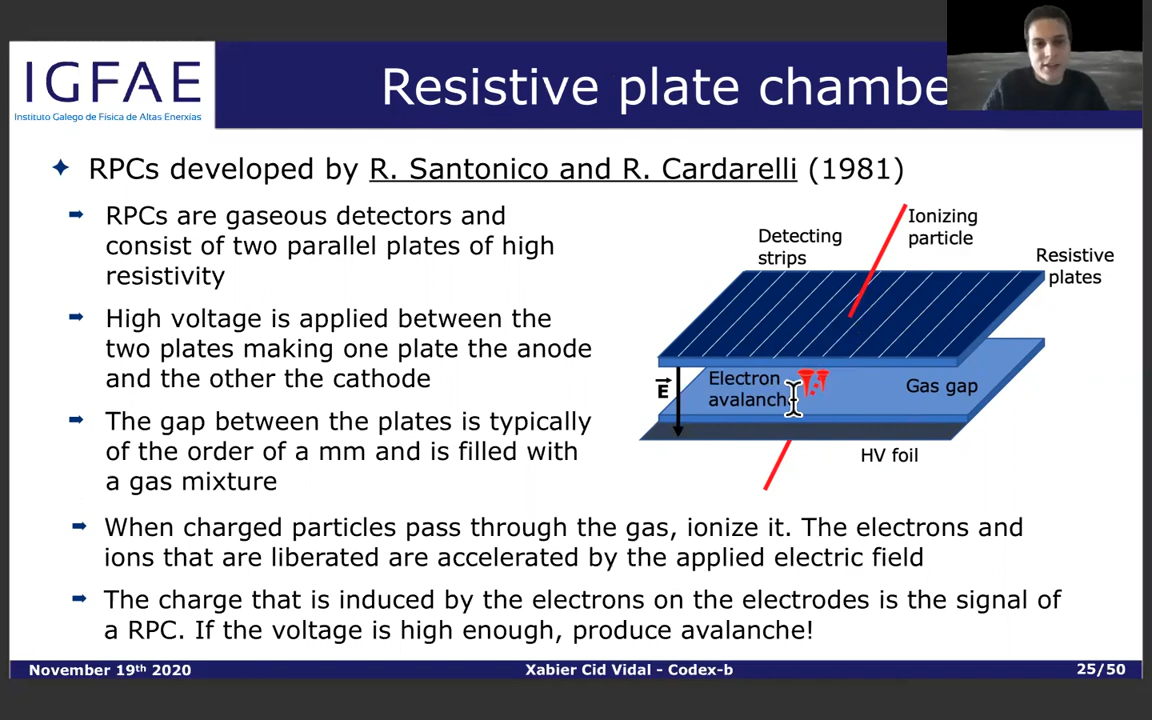 IGFAE
Instituto Galego de Física de Altas Enerxías
Resistive plate chambe
✦ RPCs developed by R. Santonico and R. Cardarelli (1981)
➡ RPCs are gaseous detectors and
consist of two parallel plates of high
resistivity
➡ High voltage is applied between the
two plates making one plate the anode
and the other the cathode
➡ The gap between the plates is typically
of the order of a mm and is filled with
a gas mixture
Ionizing
particle
Detecting
strips
Resistive
plates
Electron
avalanch
E
Gas gap
HV foil
➡ When charged particles pass through the gas, ionize it. The electrons and
ions that are liberated are accelerated by the applied electric field
➡ The charge that is induced by the electrons on the electrodes is the signal of
a RPC. If the voltage is high enough, produce avalanche!
November 19th 2020
Xabier Cid Vidal - Codex-b
25/50